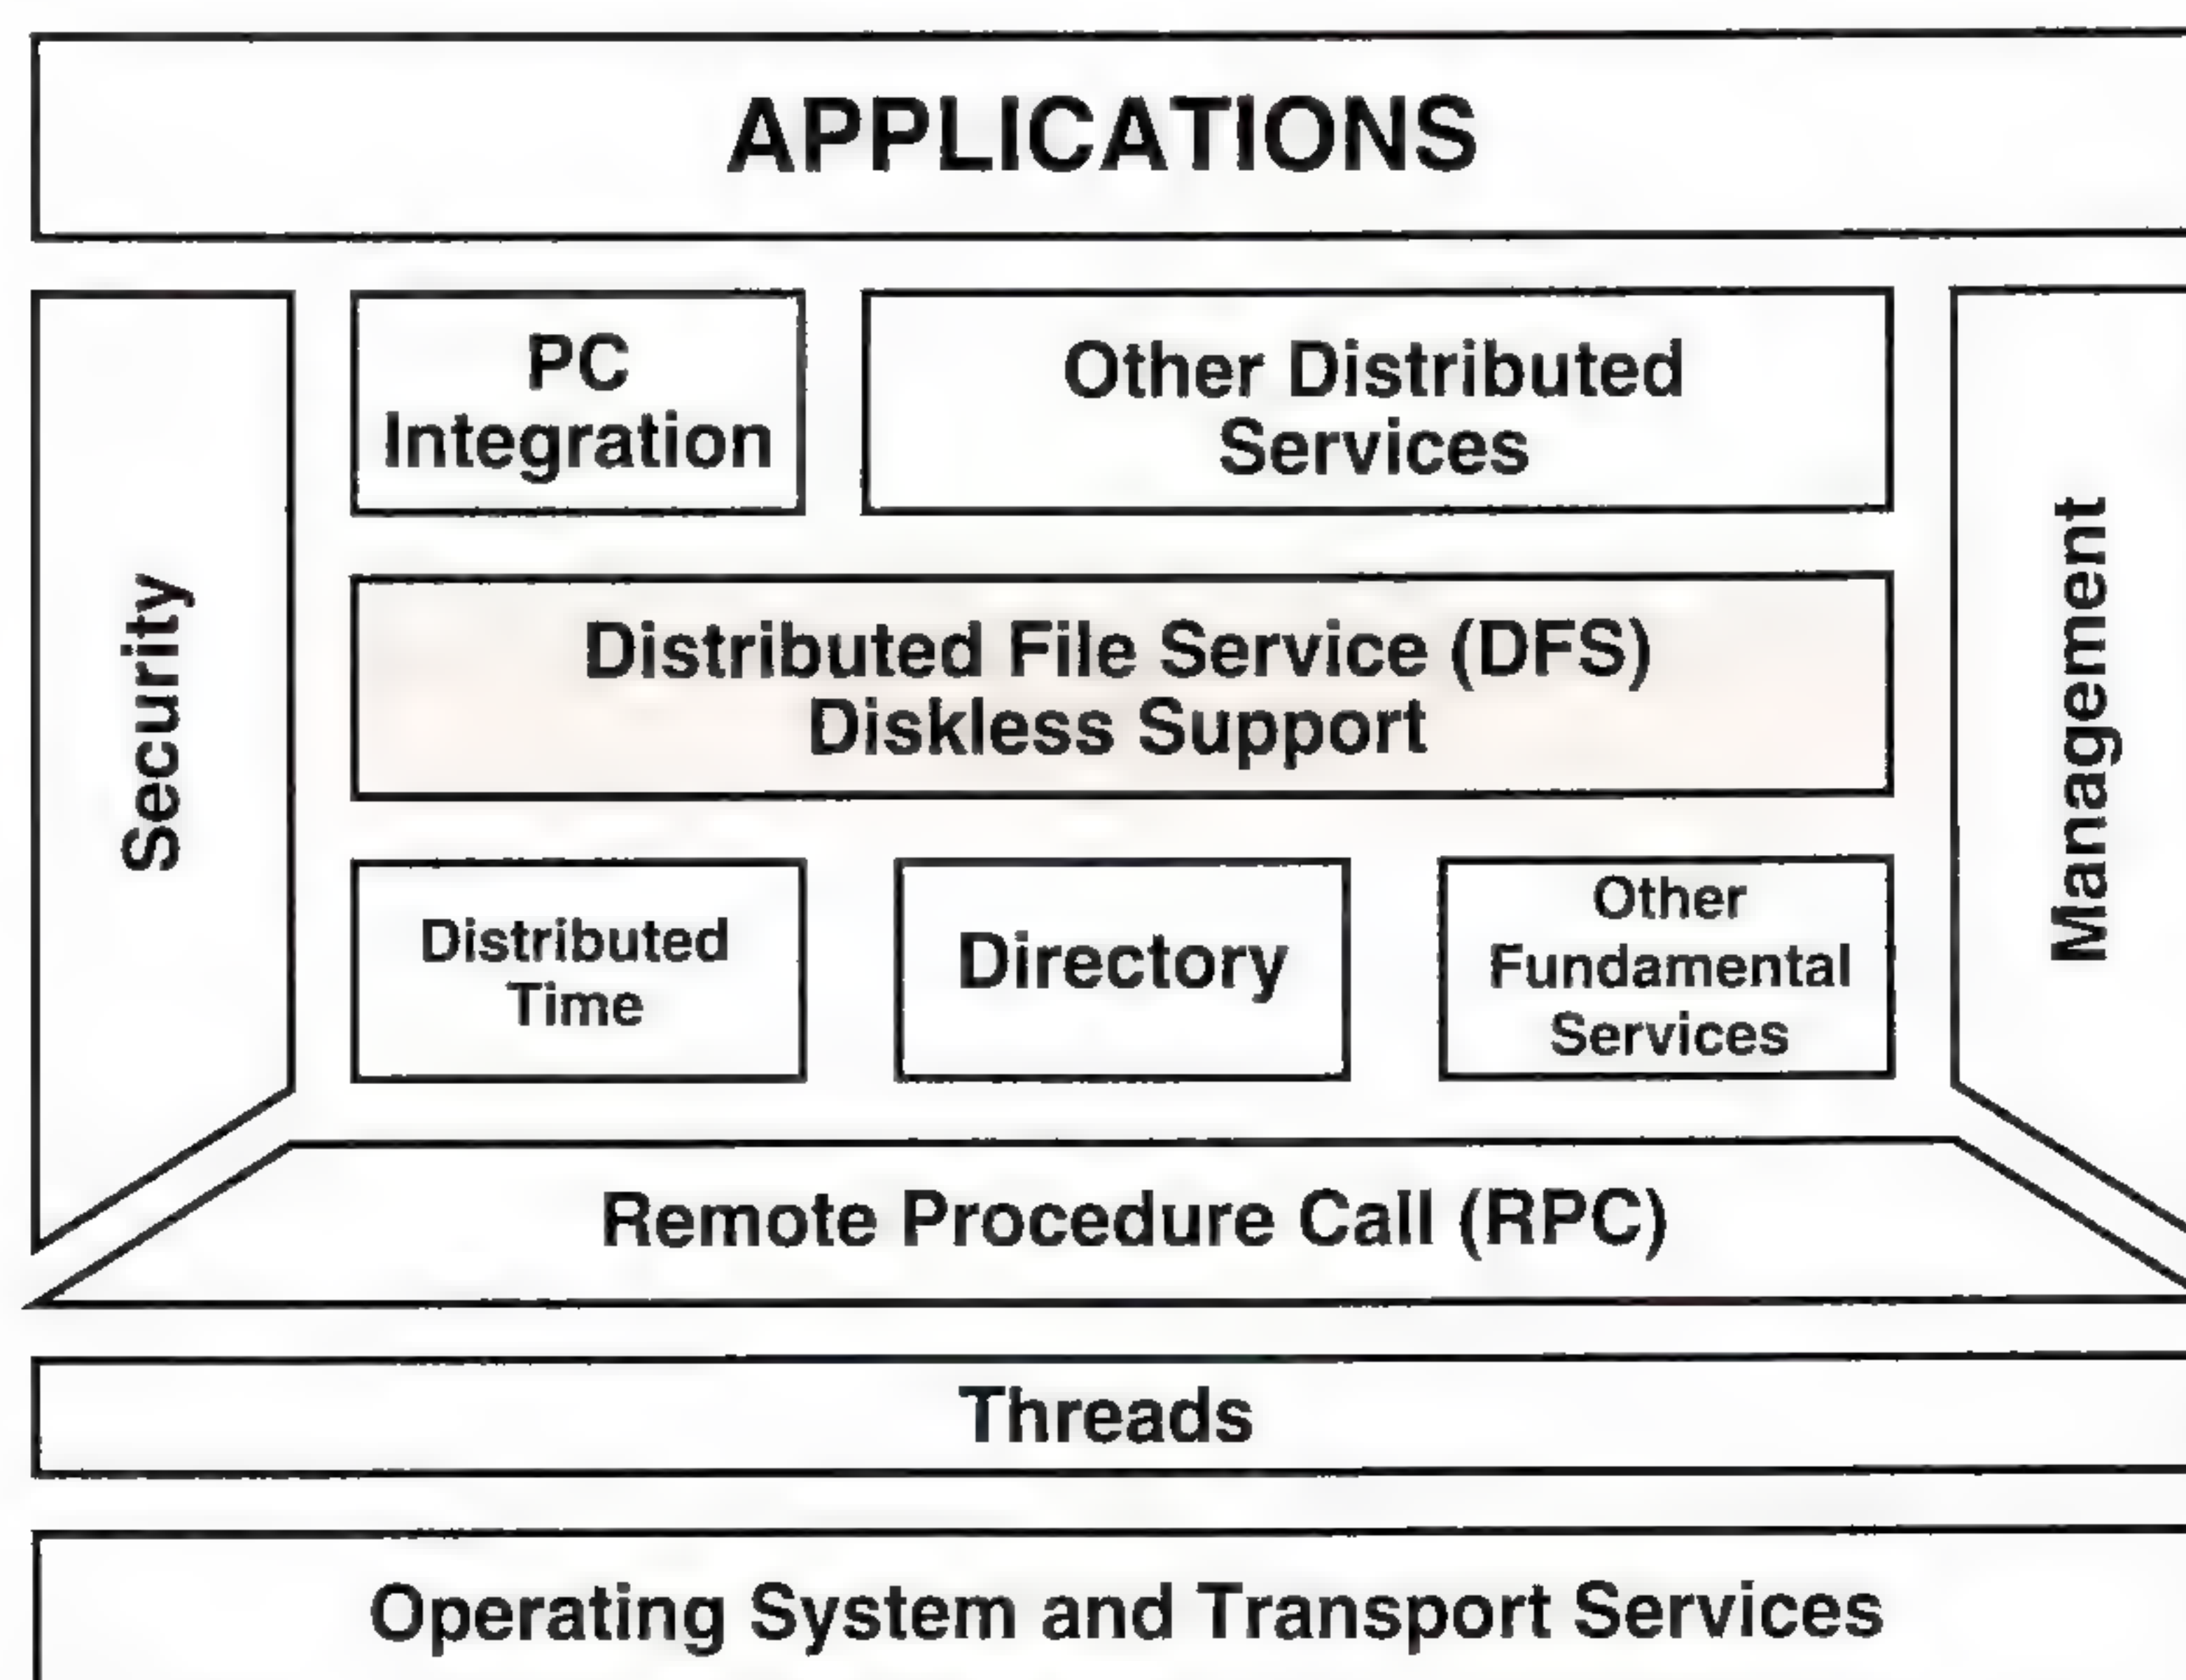 APPLICATIONS
PC
Integration
Other Distributed
Services
Security
Distributed File Service (DFS)
Diskless Support
Management
Distributed
Time
Directory
Other
Fundamental
Services
Remote Procedure Call (RPC)
Threads
Operating System and Transport Services